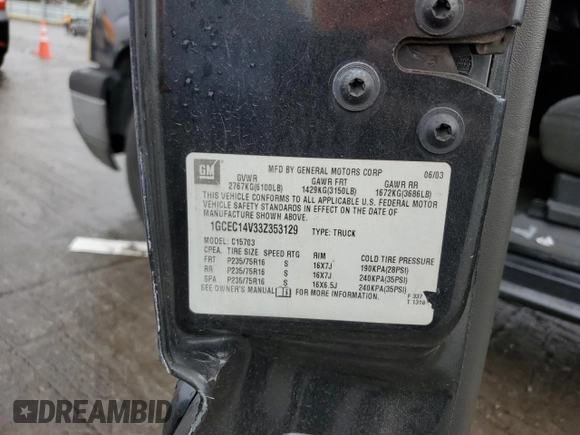 GM
MFD BY GENERAL MOTORS CORP 06/03
GVWR GAWR FRT GAWR RR
2767KG(6100LB) 1429KG(3150LB) 1672KG(3686LB)
THIS VEHICLE CONFORMS TO ALL APPLICABLE U.S. FEDERAL MOTOR
VEHICLE SAFETY STANDARDS IN EFFECT ON THE DATE OF
MANUFACTURE SHOWN ABOVE.
1GCEC14V33Z353129 TYPE: TRUCK
MODEL: C15703
TIRE SIZE SPEED RTG RIM COLD TIRE PRESSURE
FRT P235/75R16 S 16X7J 190KPA(28PSI)
RR P235/75R16 S 16X7J 240KPA(35PSI)
SPA P235/75R16 S 16X6.5J 240KPA(35PSI)
SEE OWNER'S MANUAL FOR MORE INFORMATION.
F 337
T 1310
DREAMBID